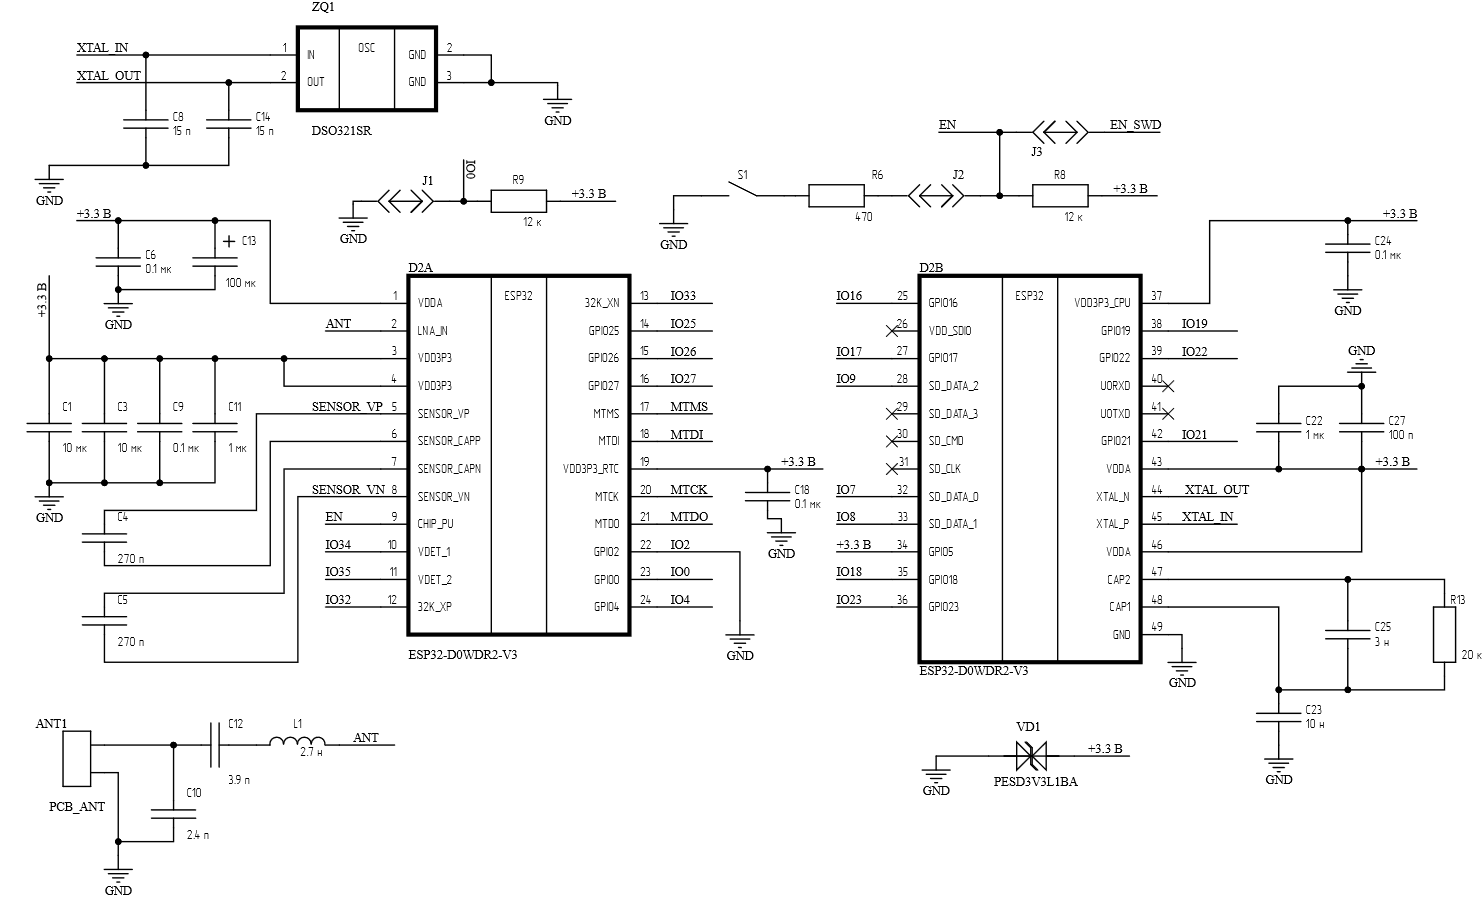 ZQ1
XTAL_IN 1 IN OSC GND 2
XTAL_OUT 2 OUT GND 3
C8
15 п
C14
15 п
GND
DSO321SR
GND
J1
IO0
R9
+3.3 В
12 к
GND
EN
EN_SWD
J3
S1
R6
470
J2
R8
+3.3 В
12 к
GND
+3.3 В
C6
0.1 мк
+ C13
100 мк
GND
+3.3 В
C1
10 мк
C3
10 мк
C9
0.1 мк
C11
1 мк
GND
C4
270 п
C5
270 п
D2A
ESP32
1 VDDA 32K_XN 13 IO33
ANT 2 LNA_IN GPIO25 14 IO25
3 VDD3P3 GPIO26 15 IO26
4 VDD3P3 GPIO27 16 IO27
SENSOR_VP 5 SENSOR_VP MTMS 17 MTMS
6 SENSOR_CAPP MTDI 18 MTDI
7 SENSOR_CAPN VDD3P3_RTC 19 +3.3 В
SENSOR_VN 8 SENSOR_VN MTCK 20 MTCK
EN 9 CHIP_PU MTDO 21 MTDO
IO34 10 VDET_1 GPIO2 22 IO2
IO35 11 VDET_2 GPIO0 23 IO0
IO32 12 32K_XP GPIO4 24 IO4
ESP32-D0WDR2-V3
C18
0.1 мк
GND
GND
D2B
ESP32
IO16 25 GPIO16 VDD3P3_CPU 37
26 VDD_SDIO GPIO19 38 IO19
IO17 27 GPIO17 GPIO22 39 IO22
IO9 28 SD_DATA_2 U0RXD 40
29 SD_DATA_3 U0TXD 41
30 SD_CMD GPIO21 42 IO21
31 SD_CLK VDDA 43 +3.3 В
IO7 32 SD_DATA_0 XTAL_N 44 XTAL_OUT
IO8 33 SD_DATA_1 XTAL_P 45 XTAL_IN
+3.3 В 34 GPIO5 VDDA 46
IO18 35 GPIO18 CAP2 47
IO23 36 GPIO23 CAP1 48
GND 49
ESP32-D0WDR2-V3
GND
+3.3 В
C24
0.1 мк
GND
GND
C22
1 мк
C27
100 п
R13
20 к
C25
3 н
C23
10 н
GND
ANT1
PCB_ANT
C12
3.9 п
L1
2.7 н
ANT
C10
2.4 п
GND
VD1
+3.3 В
PESD3V3L1BA
GND